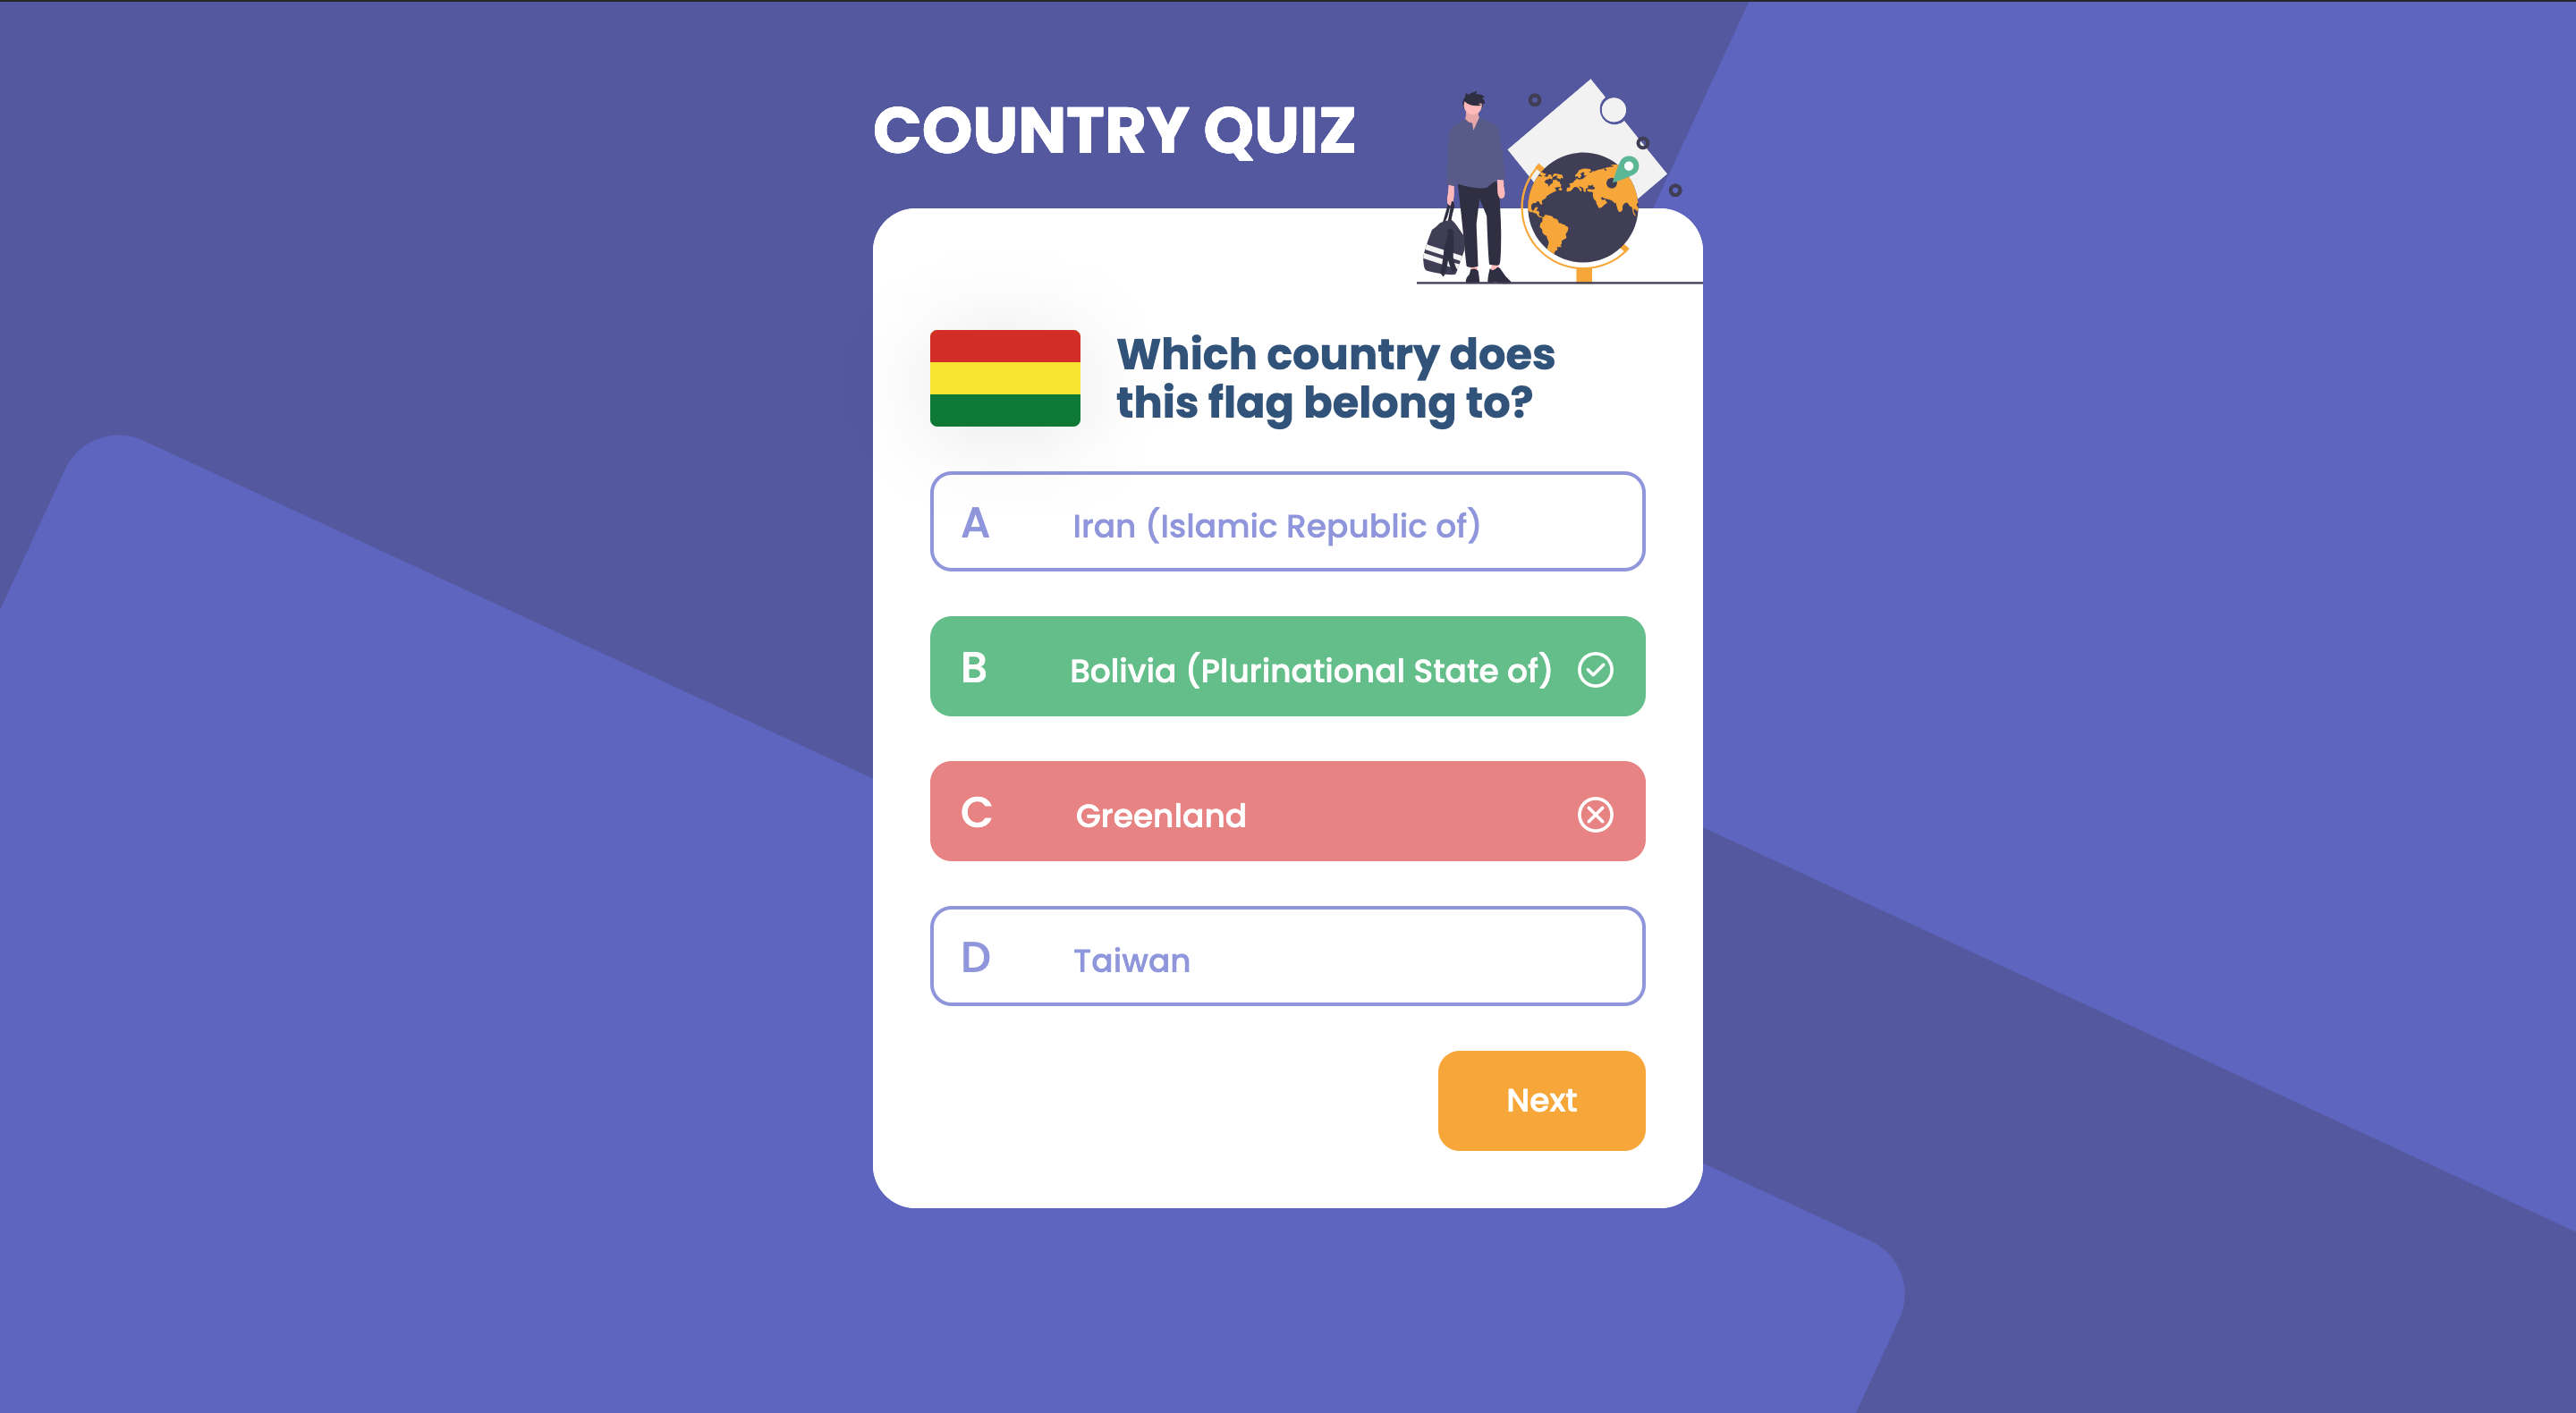 COUNTRY QUIZ
Which country does
this flag belong to?
A Iran (Islamic Republic of)
B Bolivia (Plurinational State of)
C Greenland
D Taiwan
Next